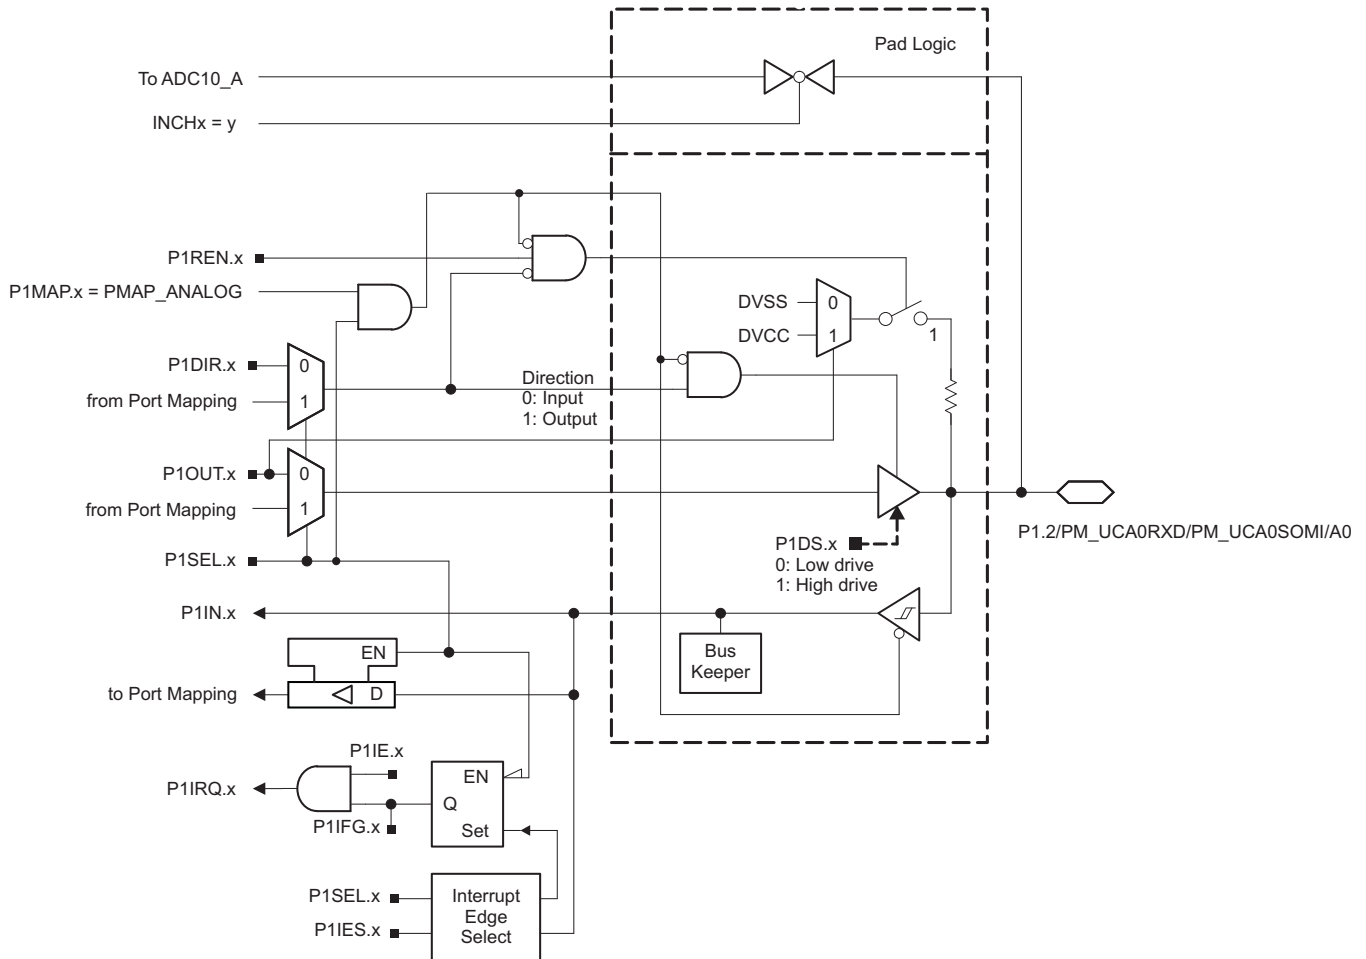 Pad Logic
To ADC10_A
INCHx = y
P1REN.x
P1MAP.x = PMAP_ANALOG
DVSS
0
DVCC
1
1
P1DIR.x
0
from Port Mapping
1
Direction
0: Input
1: Output
P1OUT.x
0
from Port Mapping
1
P1SEL.x
P1DS.x
0: Low drive
1: High drive
P1.2/PM_UCA0RXD/PM_UCA0SOMI/A0
P1IN.x
Bus
Keeper
EN
to Port Mapping
D
P1IE.x
P1IRQ.x
EN
Q
P1IFG.x
Set
P1SEL.x
P1IES.x
Interrupt
Edge
Select